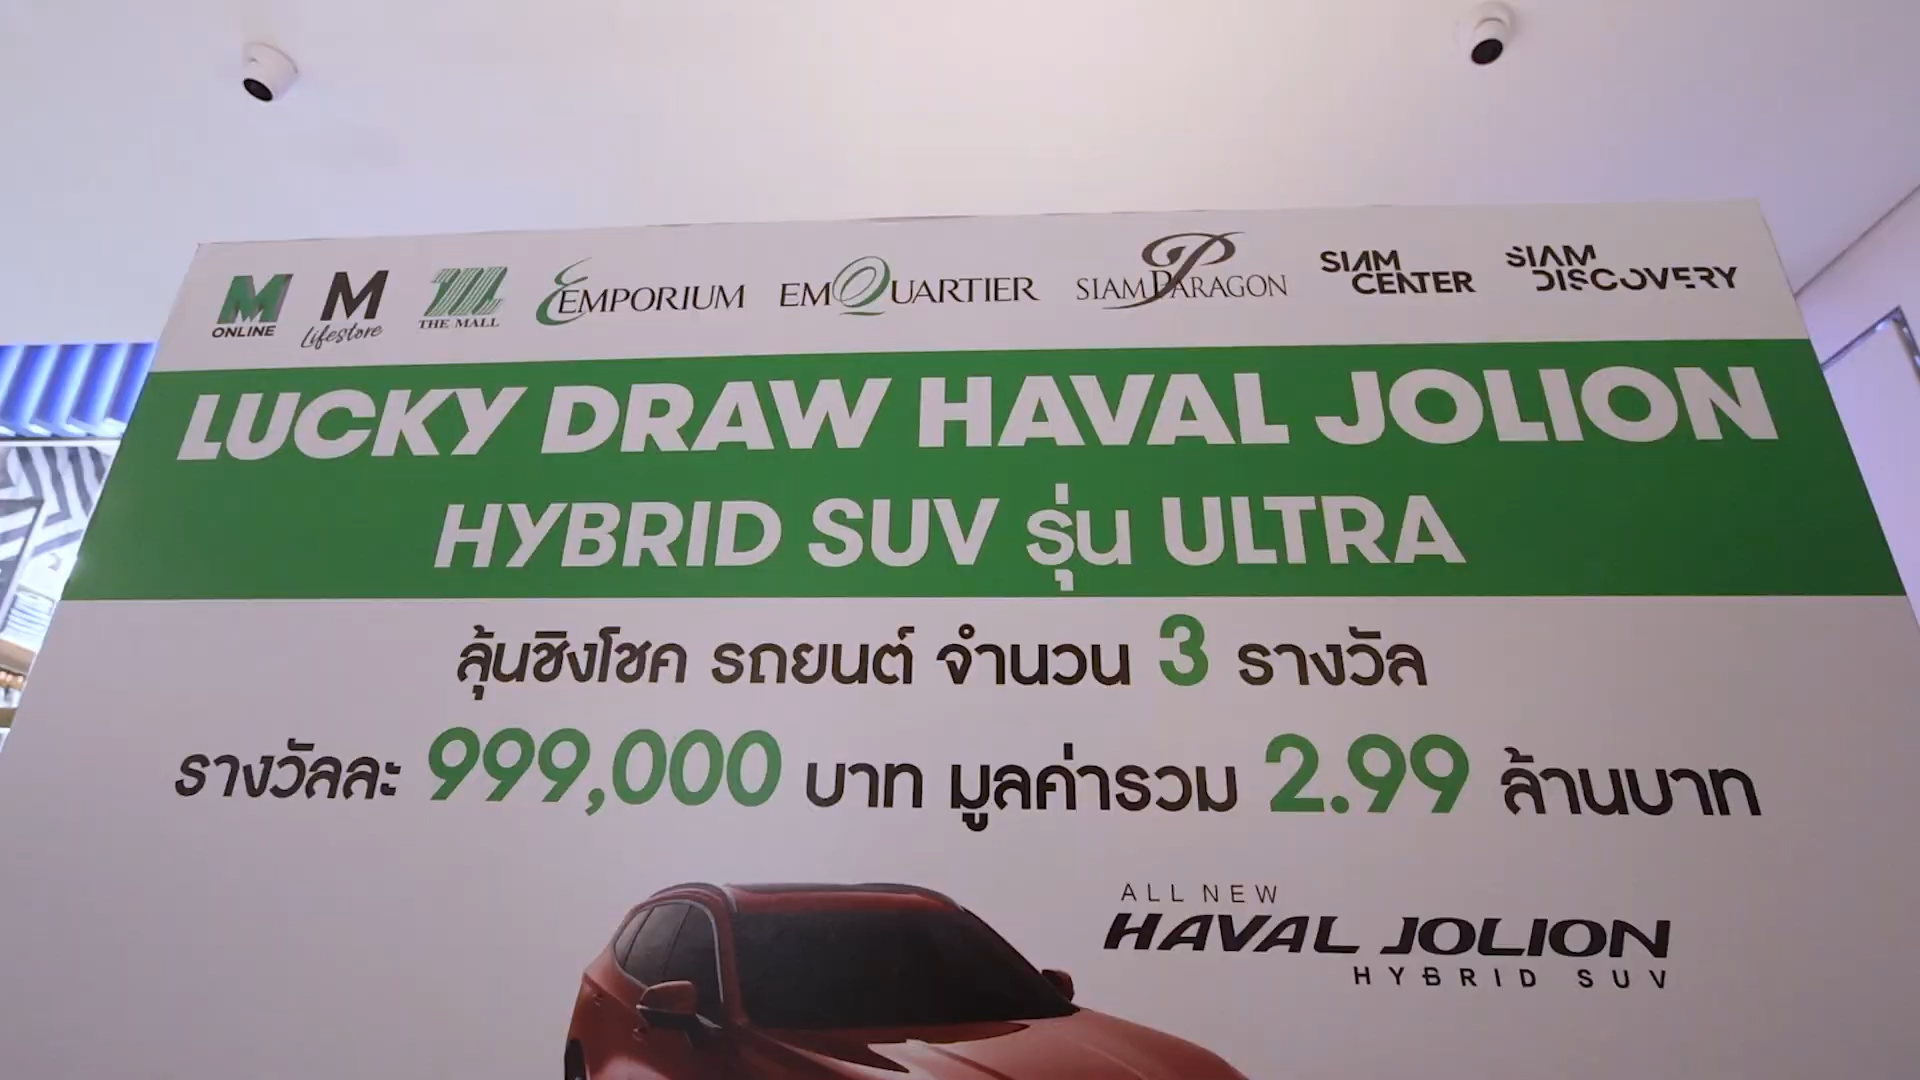 M ONLINE M Lifestore THE MALL EMPORIUM EMQUARTIER SIAM PARAGON SIAM CENTER SIAM DISCOVERY
LUCKY DRAW HAVAL JOLION
HYBRID SUV รุ่น ULTRA
ลุ้นชิงโชค รถยนต์ จำนวน 3 รางวัล
รางวัลละ 999,000 บาท มูลค่ารวม 2.99 ล้านบาท
ALL NEW
HAVAL JOLION
HYBRID SUV